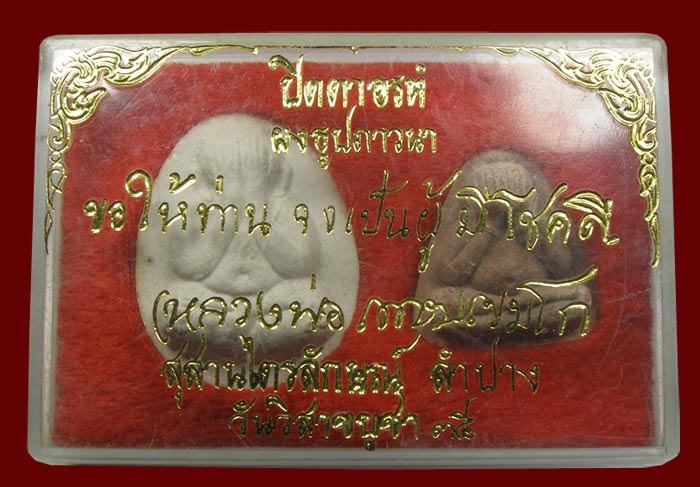 ปิดตาอรหํ
ผงธูปภาวนา
ขอให้ท่าน จงเป็นผู้ มีโชคดี
(หลวงพ่อ เกษม เขมโก
สุสานไตรลักษณ์ ลำปาง
วันวิสาขบูชา ๓๕